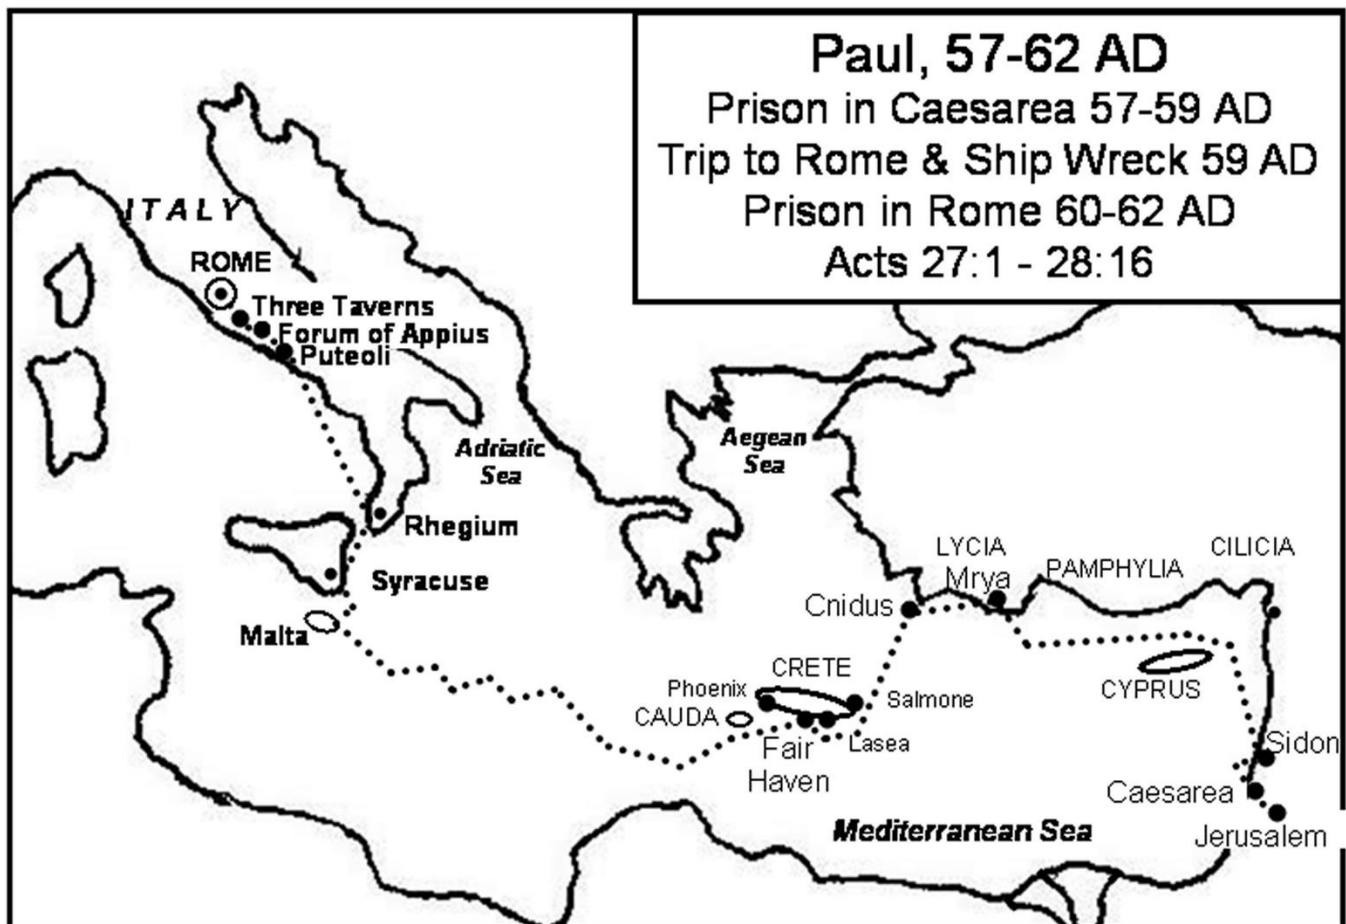 Paul, 57-62 AD
Prison in Caesarea 57-59 AD
Trip to Rome & Ship Wreck 59 AD
Prison in Rome 60-62 AD
Acts 27:1 - 28:16
ITALY
ROME
Three Taverns
Forum of Appius
Puteoli
Adriatic
Sea
Aegean
Sea
Rhegium
Syracuse
Malta
LYCIA
Mrya
PAMPHYLIA
CILICIA
Cnidus
CRETE
Phoenix
CAUDA
Salmone
Fair
Haven
Lasea
CYPRUS
Sidon
Caesarea
Jerusalem
Mediterranean Sea